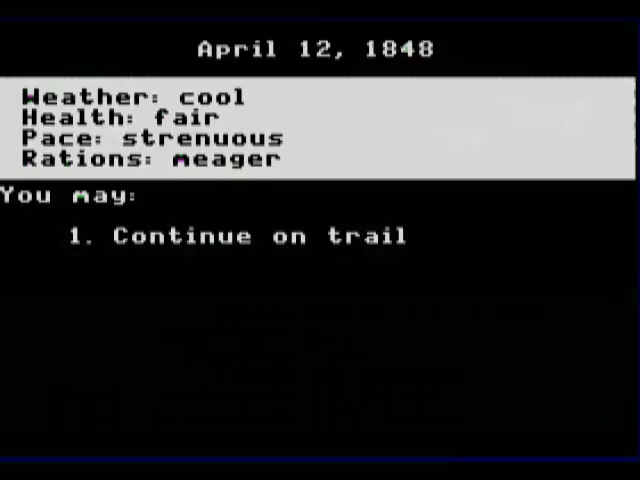 April 12, 1848
Weather: cool
Health: fair
Pace: strenuous
Rations: meager
You may:
1. Continue on trail